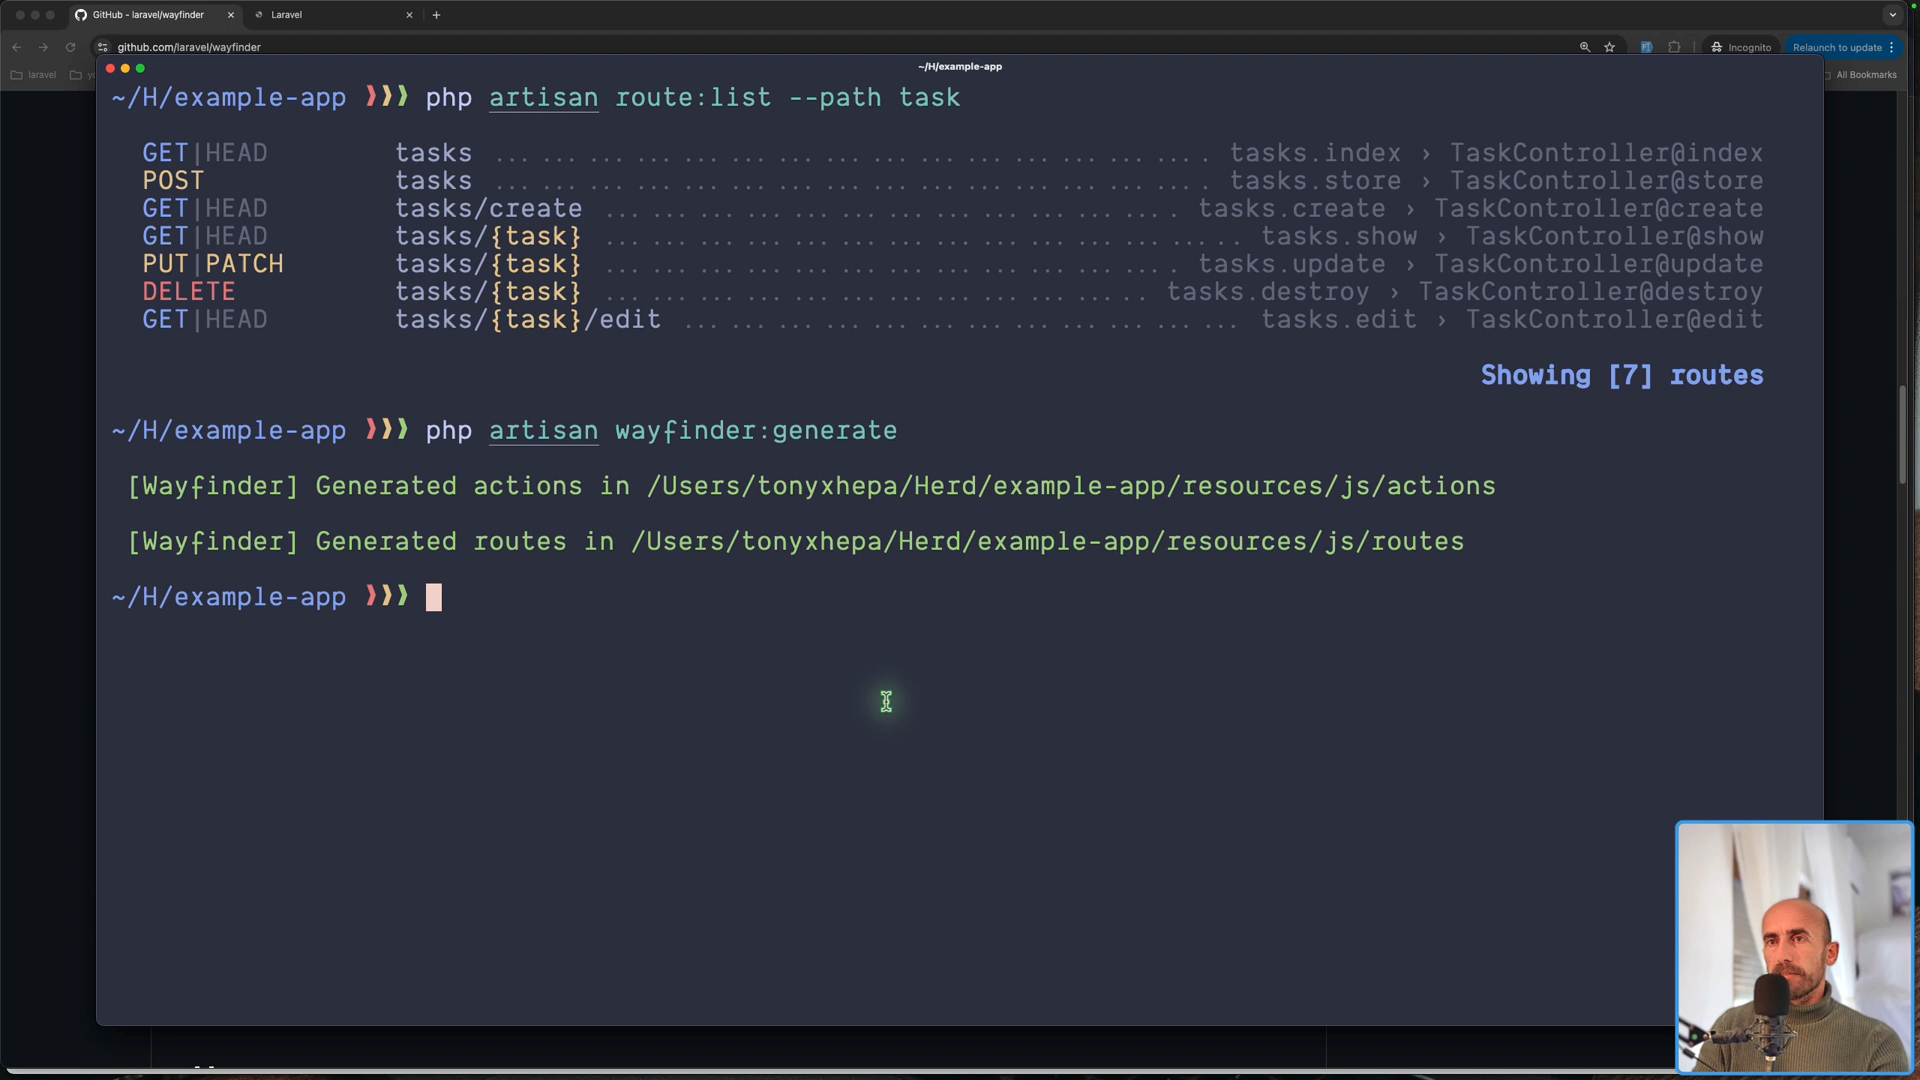 GitHub - laravel/wayfinder
Laravel
github.com/laravel/wayfinder
Incognito
Relaunch to update
laravel
All Bookmarks
~/H/example-app
~/H/example-app ❯❯❯ php artisan route:list --path task
GET|HEAD tasks ... tasks.index › TaskController@index
POST tasks ... tasks.store › TaskController@store
GET|HEAD tasks/create ... tasks.create › TaskController@create
GET|HEAD tasks/{task} ... tasks.show › TaskController@show
PUT|PATCH tasks/{task} ... tasks.update › TaskController@update
DELETE tasks/{task} ... tasks.destroy › TaskController@destroy
GET|HEAD tasks/{task}/edit ... tasks.edit › TaskController@edit
Showing [7] routes
~/H/example-app ❯❯❯ php artisan wayfinder:generate
[Wayfinder] Generated actions in /Users/tonyxhepa/Herd/example-app/resources/js/actions
[Wayfinder] Generated routes in /Users/tonyxhepa/Herd/example-app/resources/js/routes
~/H/example-app ❯❯❯